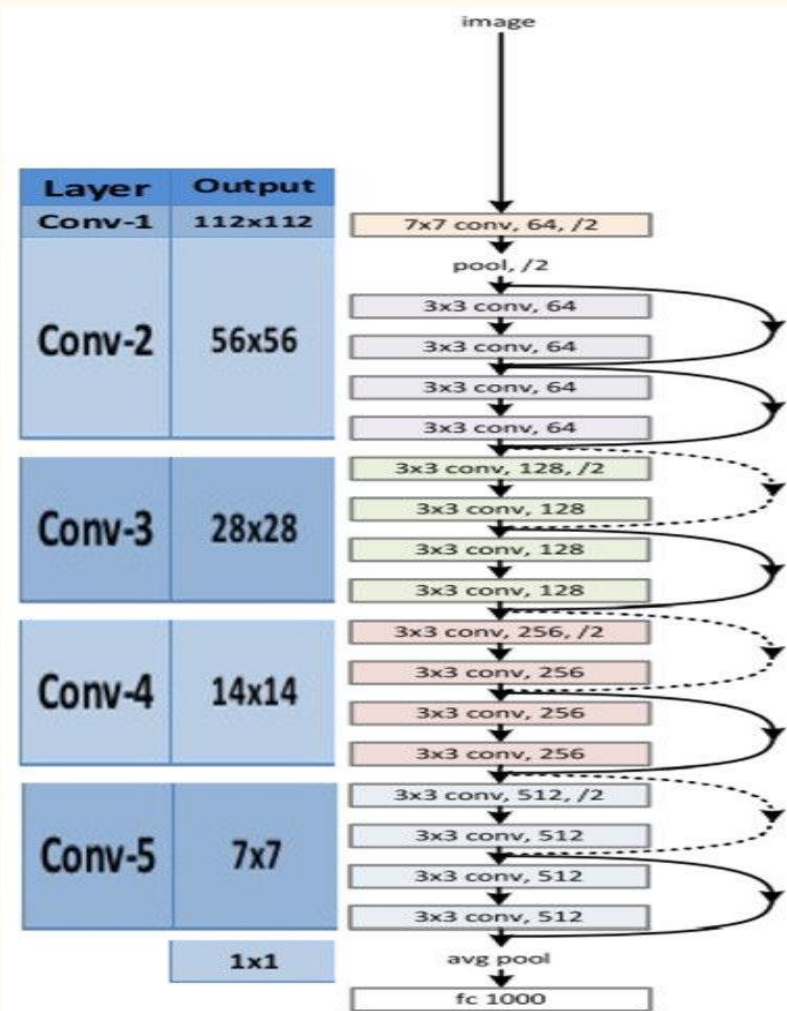 image
Layer Output
Conv-1 112x112
7x7 conv, 64, /2
pool, /2
Conv-2 56x56
3x3 conv, 64
3x3 conv, 64
3x3 conv, 64
3x3 conv, 64
Conv-3 28x28
3x3 conv, 128, /2
3x3 conv, 128
3x3 conv, 128
3x3 conv, 128
Conv-4 14x14
3x3 conv, 256, /2
3x3 conv, 256
3x3 conv, 256
3x3 conv, 256
Conv-5 7x7
3x3 conv, 512, /2
3x3 conv, 512
3x3 conv, 512
3x3 conv, 512
1x1
avg pool
fc 1000